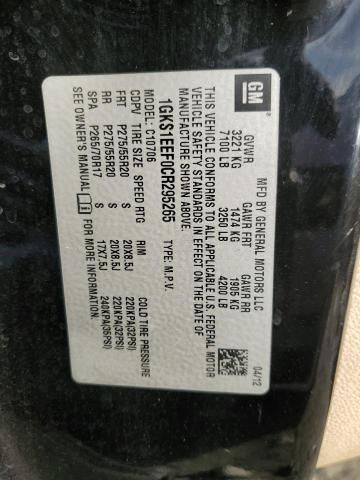 GM
MFD BY GENERAL MOTORS LLC 04/12
GVWR GAWR FRT GAWR RR
3221 KG 1474 KG 1905 KG
7100 LB 3250 LB 4200 LB
THIS VEHICLE CONFORMS TO ALL APPLICABLE U.S. FEDERAL MOTOR
VEHICLE SAFETY STANDARDS IN EFFECT ON THE DATE OF
MANUFACTURE SHOWN ABOVE.
1GKS1EEF0CR295265 TYPE: M.P.V.
MODEL: C10706
CDPV TIRE SIZE SPEED RTG RIM COLD TIRE PRESSURE
FRT P275/55R20 S 20X8.5J 220KPA(32PSI)
RR P275/55R20 S 20X8.5J 220KPA(32PSI)
SPA P265/70R17 S 17X7.5J 240KPA(35PSI)
SEE OWNER'S MANUAL